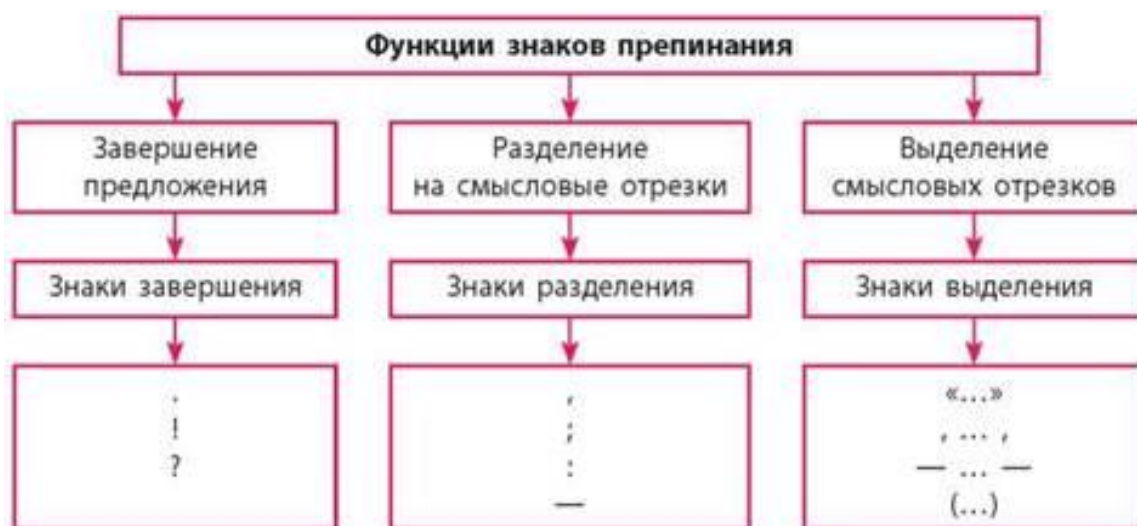 Функции знаков препинания
Завершение
предложения
Разделение
на смысловые отрезки
Выделение
смысловых отрезков
Знаки завершения
Знаки разделения
Знаки выделения
.
!
?
,
;
:
—
«...»
, ... ,
— ... —
(...)